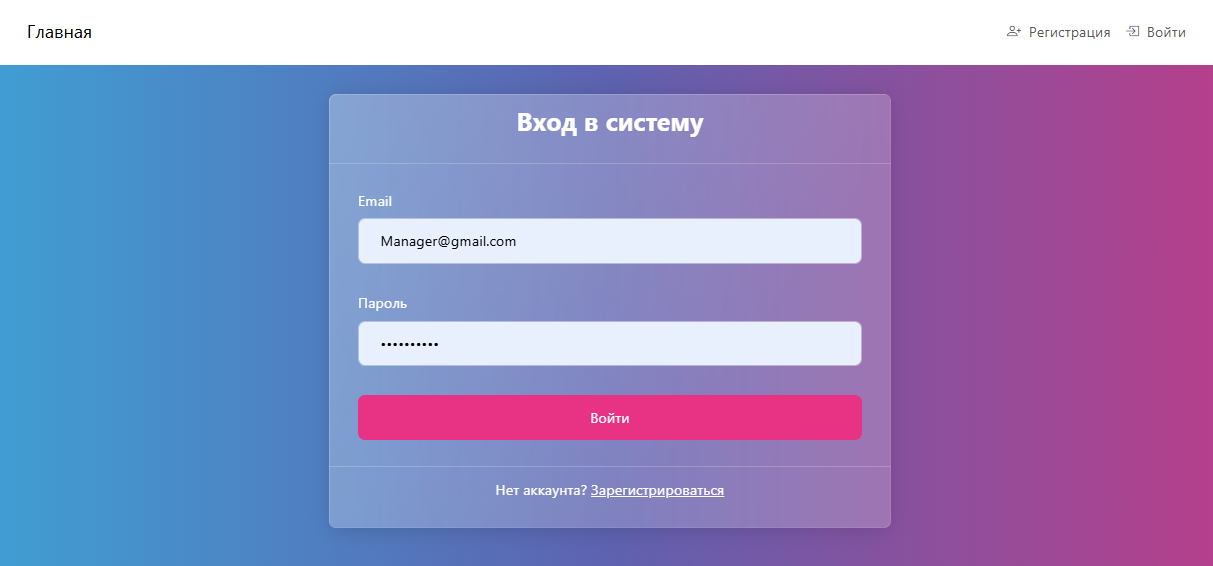 Главная
Регистрация Войти
Вход в систему
Email
Manager@gmail.com
Пароль
••••••••••
Войти
Нет аккаунта? Зарегистрироваться